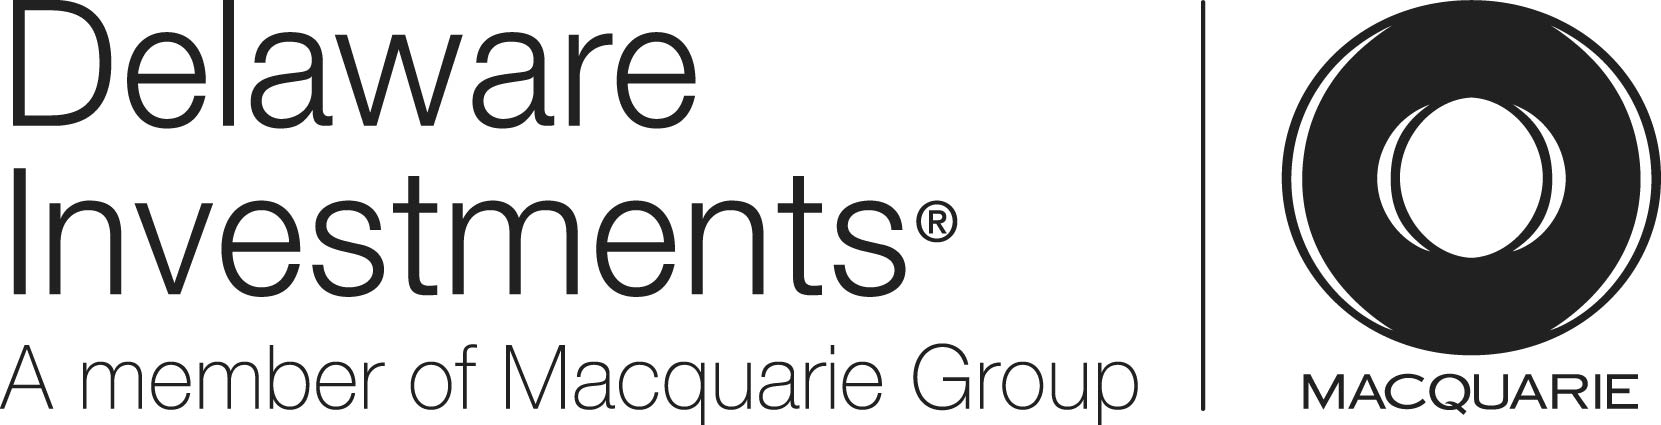 Delaware
Investments®
A member of Macquarie Group
MACQUARIE